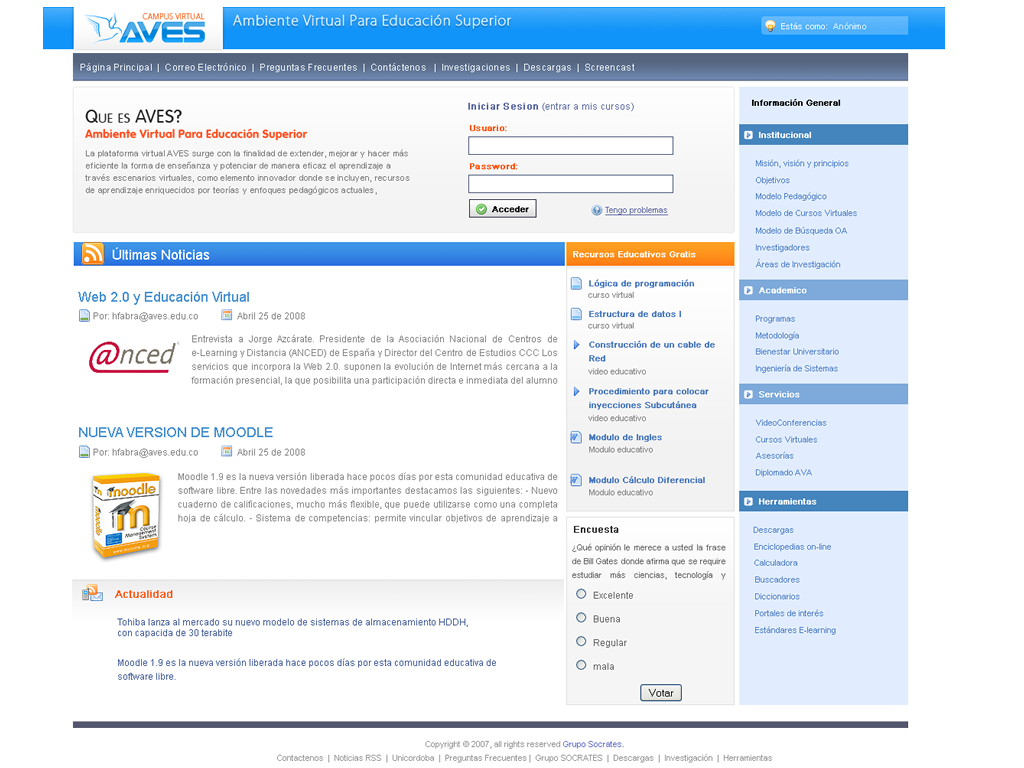 CAMPUS VIRTUAL
AVES
Ambiente Virtual Para Educación Superior
Estás como: Anónimo
Página Principal | Correo Electrónico | Preguntas Frecuentes | Contáctenos | Investigaciones | Descargas | Screencast
Que es AVES?
Ambiente Virtual Para Educación Superior
La plataforma virtual AVES surge con la finalidad de extender, mejorar y hacer más
eficiente la forma de enseñanza y potenciar de manera eficaz el aprendizaje a
través escenarios virtuales, como elemento innovador donde se incluyen, recursos
de aprendizaje enriquecidos por teorías y enfoques pedagógicos actuales,
Iniciar Sesion (entrar a mis cursos)
Usuario:
Password:
Acceder
Tengo problemas
Últimas Noticias
Web 2.0 y Educación Virtual
Por: hfabra@aves.edu.co Abril 25 de 2008
@nced
Entrevista a Jorge Azcárate. Presidente de la Asociación Nacional de Centros de
e-Learning y Distancia (ANCED) de España y Director del Centro de Estudios CCC Los
servicios que incorpora la Web 2.0. suponen la evolución de Internet más cercana a la
formación presencial, la que posibilita una participación directa e inmediata del alumno
NUEVA VERSION DE MOODLE
Por: hfabra@aves.edu.co Abril 25 de 2008
moodle
m
Course
Management
System
Moodle 1.9 es la nueva versión liberada hace pocos días por esta comunidad educativa de
software libre. Entre las novedades más importantes destacamos las siguientes: - Nuevo
cuaderno de calificaciones, mucho más flexible, que puede utilizarse como una completa
hoja de cálculo. - Sistema de competencias: permite vincular objetivos de aprendizaje a
Actualidad
Tohiba lanza al mercado su nuevo modelo de sistemas de almacenamiento HDDH,
con capacida de 30 terabite
Moodle 1.9 es la nueva versión liberada hace pocos días por esta comunidad educativa de
software libre.
Recursos Educativos Gratis
Lógica de programación
curso virtual
Estructura de datos I
curso virtual
Construcción de un cable de
Red
video educativo
Procedimiento para colocar
inyecciones Subcutánea
video educativo
Modulo de Ingles
Modulo educativo
Modulo Cálculo Diferencial
Modulo educativo
Encuesta
¿Qué opinión le merece a usted la frase
de Bill Gates donde afirma que se require
estudiar más ciencias, tecnología y
Excelente
Buena
Regular
mala
Votar
Información General
Institucional
Misión, visión y principios
Objetivos
Modelo Pedagógico
Modelo de Cursos Virtuales
Modelo de Búsqueda OA
Investigadores
Áreas de Investigación
Academico
Programas
Metodología
Bienestar Universitario
Ingeniería de Sistemas
Servicios
VideoConferencias
Cursos Virtuales
Asesorías
Diplomado AVA
Herramientas
Descargas
Enciclopedias on-line
Calculadora
Buscadores
Diccionarios
Portales de interés
Estándares E-learning
Copyright © 2007, all rights reserved Grupo Socrates.
Contactenos | Noticias RSS | Unicordoba | Preguntas Frecuentes | Grupo SOCRATES | Descargas | Investigación | Herramientas